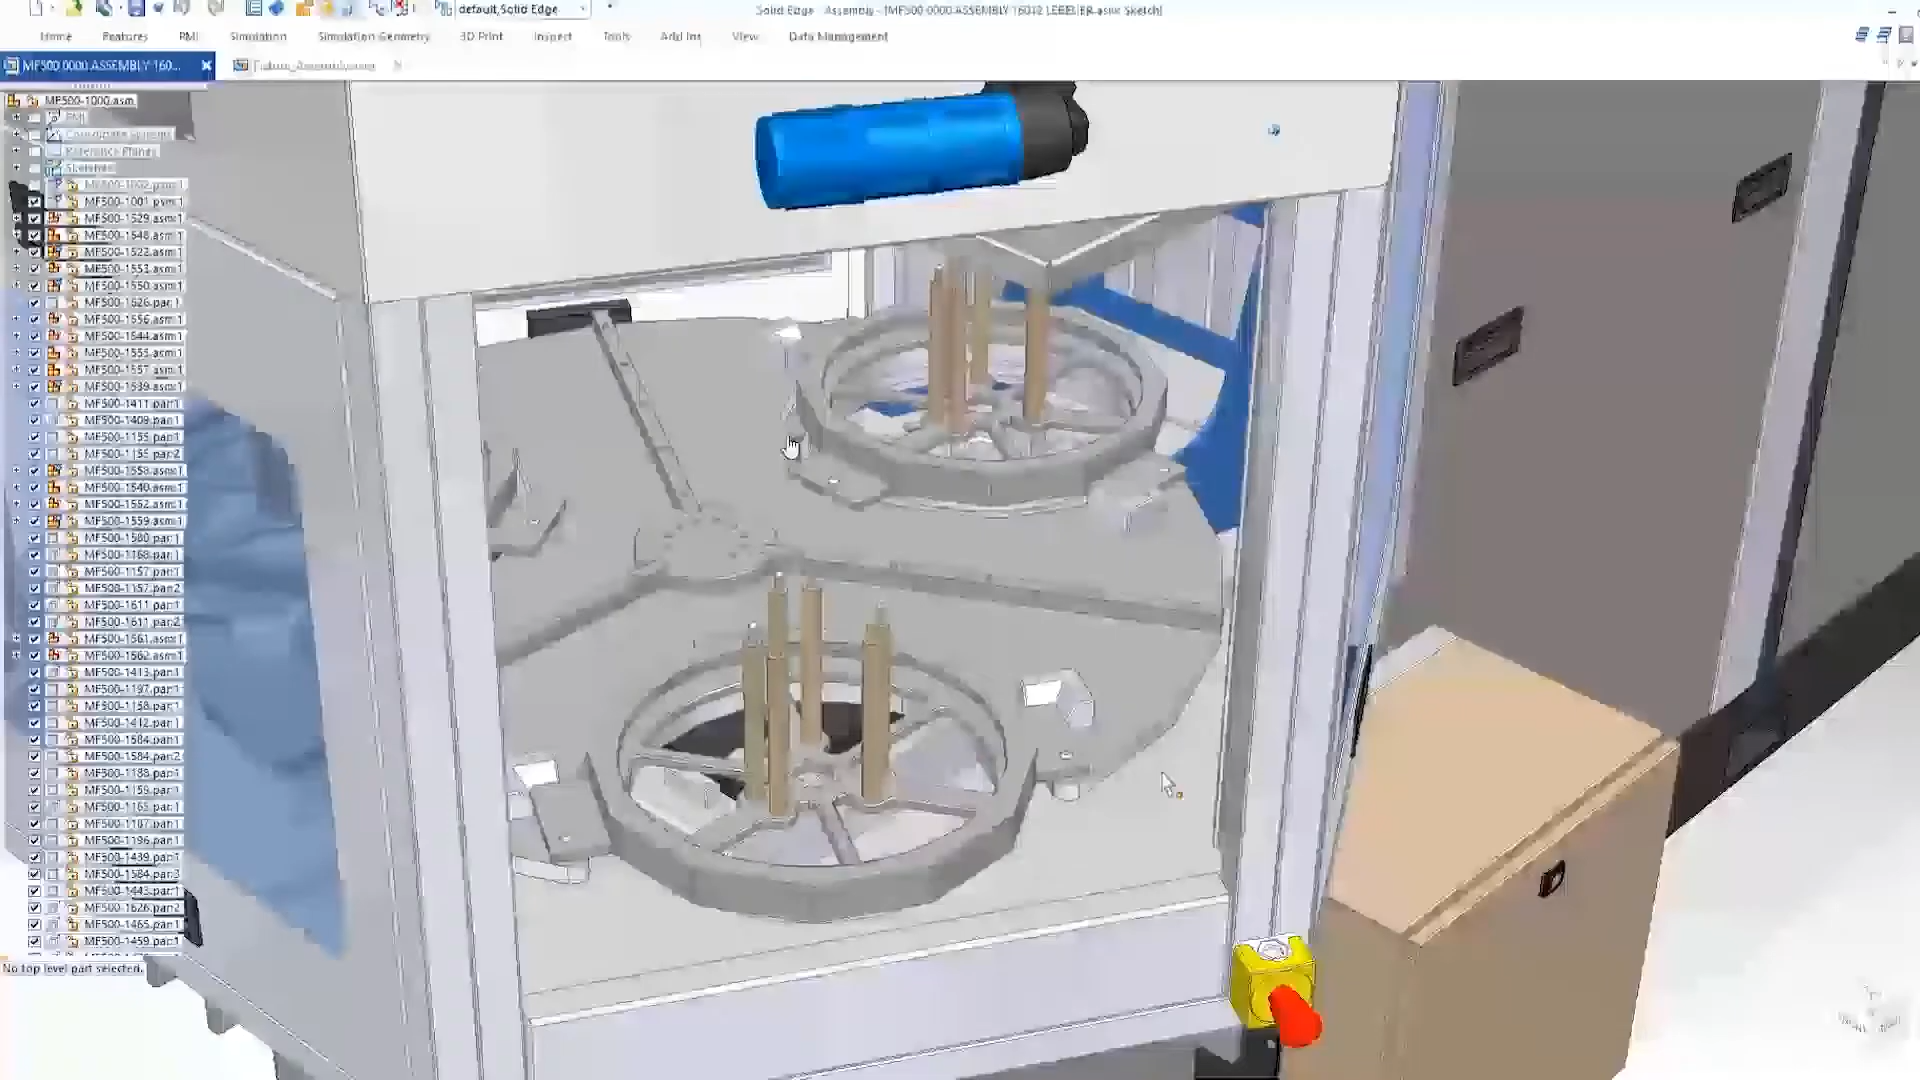 default,Solid Edge
Solid Edge - Assembly - [MF500 0000 ASSEMBLY
Home Features PMI Simulation Simulation Geometry 3D Print Inspect Tools Add Ins View Data Management
MF500 0000 ASSEMBLY 160...
MF500-1000.asm
PMI
Coordinate Systems
Reference Planes
Sketches
MF500-1002.psm:1
MF500-1001.psm:1
MF500-1529.asm:1
MF500-1548.asm:1
MF500-1522.asm:1
MF500-1553.asm:1
MF500-1550.asm:1
MF500-1626.par:1
MF500-1556.asm:1
MF500-1544.asm:1
MF500-1555.asm:1
MF500-1557.asm:1
MF500-1539.asm:1
MF500-1411.par:1
MF500-1409.par:1
MF500-1155.par:1
MF500-1155.par:2
MF500-1558.asm:1
MF500-1540.asm:1
MF500-1552.asm:1
MF500-1559.asm:1
MF500-1580.par:1
MF500-1168.par:1
MF500-1157.par:1
MF500-1157.par:2
MF500-1611.par:1
MF500-1611.par:2
MF500-1561.asm:1
MF500-1562.asm:1
MF500-1413.par:1
MF500-1197.par:1
MF500-1158.par:1
MF500-1412.par:1
MF500-1584.par:1
MF500-1584.par:2
MF500-1188.par:1
MF500-1159.par:1
MF500-1165.par:1
MF500-1187.par:1
MF500-1196.par:1
MF500-1439.par:1
MF500-1584.par:3
MF500-1443.par:1
MF500-1626.par:2
MF500-1465.par:1
MF500-1459.par:1
No top level part selected.